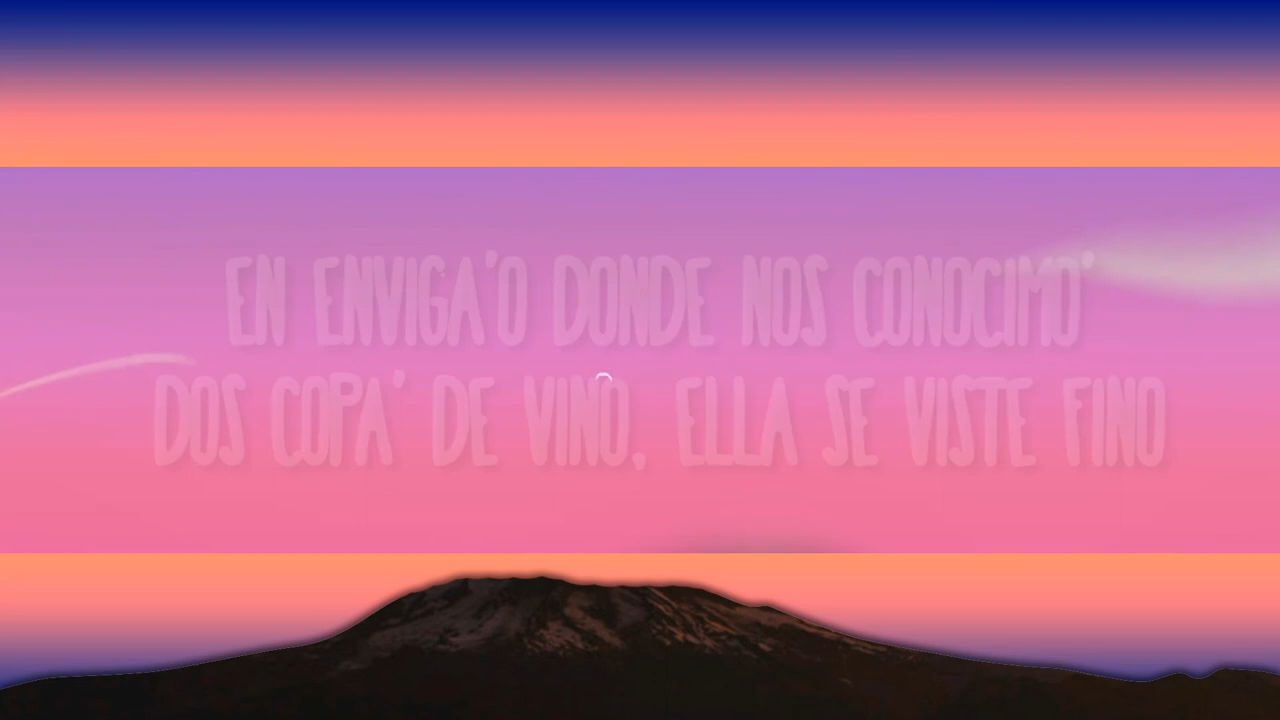 EN ENVIGA'O DONDE NOS CONOCIMO'
DOS COPA' DE VINO, ELLA SE VISTE FINO